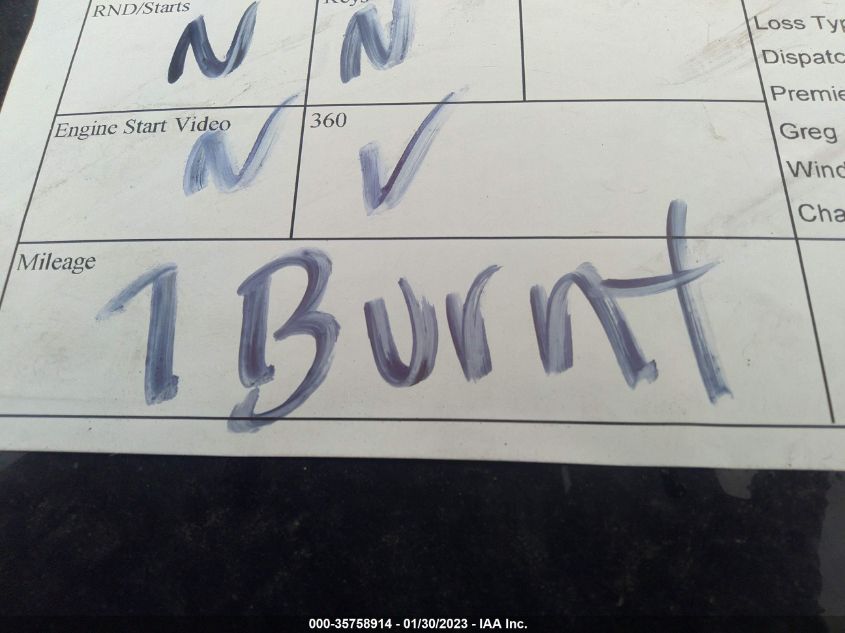 RND/Starts Keys Loss Typ
N N Dispatc
Premie
Engine Start Video 360 Greg
N ✓ Wind
Cha
Mileage
1 Burnt
000-35758914 - 01/30/2023 - IAA Inc.